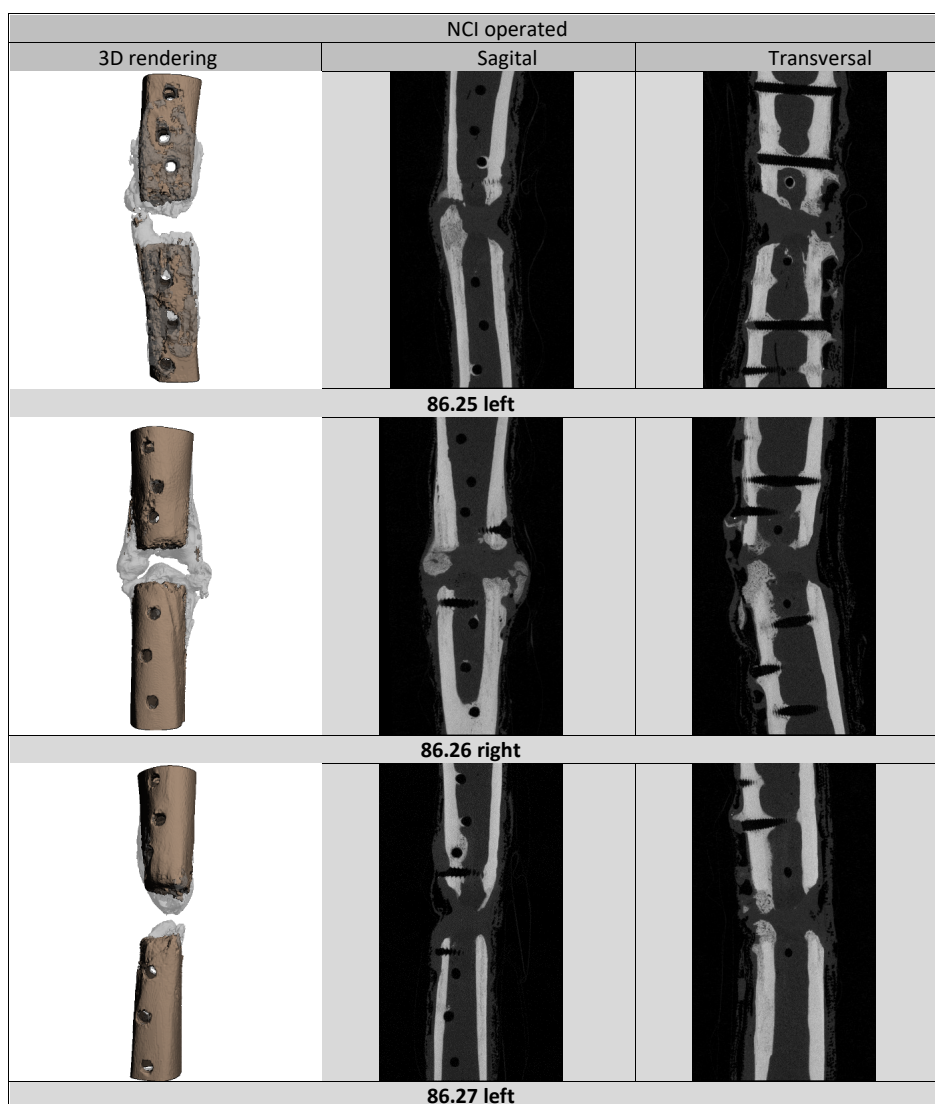 NCI operated
3D rendering Sagital Transversal
86.25 left
86.26 right
86.27 left